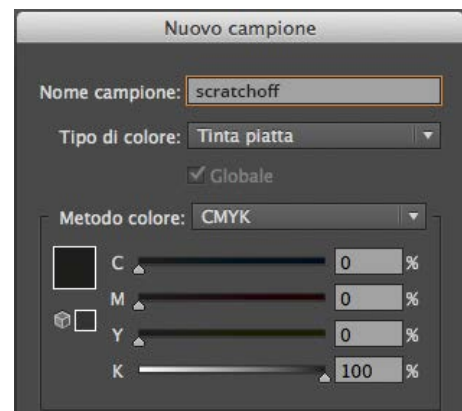 Nuovo campione
Nome campione: scratchoff
Tipo di colore: Tinta piatta
Globale
Metodo colore: CMYK
C 0 %
M 0 %
Y 0 %
K 100 %